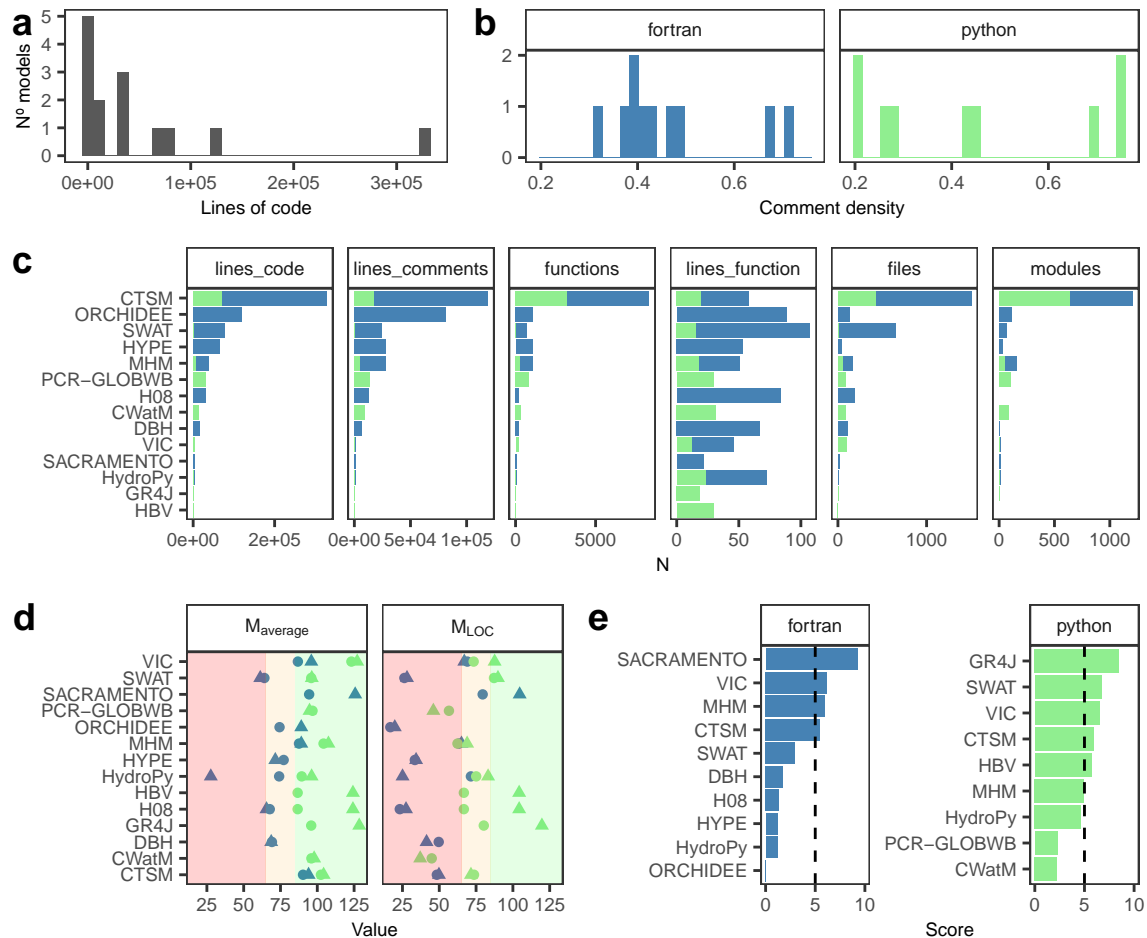 a
5
4
3
2
1
0
Nº models
0e+00 1e+05 2e+05 3e+05
Lines of code
b
fortran python
2
1
0
0.2 0.4 0.6 0.2 0.4 0.6
Comment density
c
lines_code lines_comments functions lines_function files modules
CTSM
ORCHIDEE
SWAT
HYPE
MHM
PCR−GLOBWB
H08
CWatM
DBH
VIC
SACRAMENTO
HydroPy
GR4J
HBV
0e+00 2e+05 0e+00 5e+04 1e+05 0 5000 0 50 100 0 1000 0 500 1000
N
d
Maverage MLOC
VIC
SWAT
SACRAMENTO
PCR−GLOBWB
ORCHIDEE
MHM
HYPE
HydroPy
HBV
H08
GR4J
DBH
CWatM
CTSM
25 50 75 100 125 25 50 75 100 125
Value
e
fortran
SACRAMENTO
VIC
MHM
CTSM
SWAT
DBH
H08
HYPE
HydroPy
ORCHIDEE
0 5 10
python
GR4J
SWAT
VIC
CTSM
HBV
MHM
HydroPy
PCR−GLOBWB
CWatM
0 5 10
Score